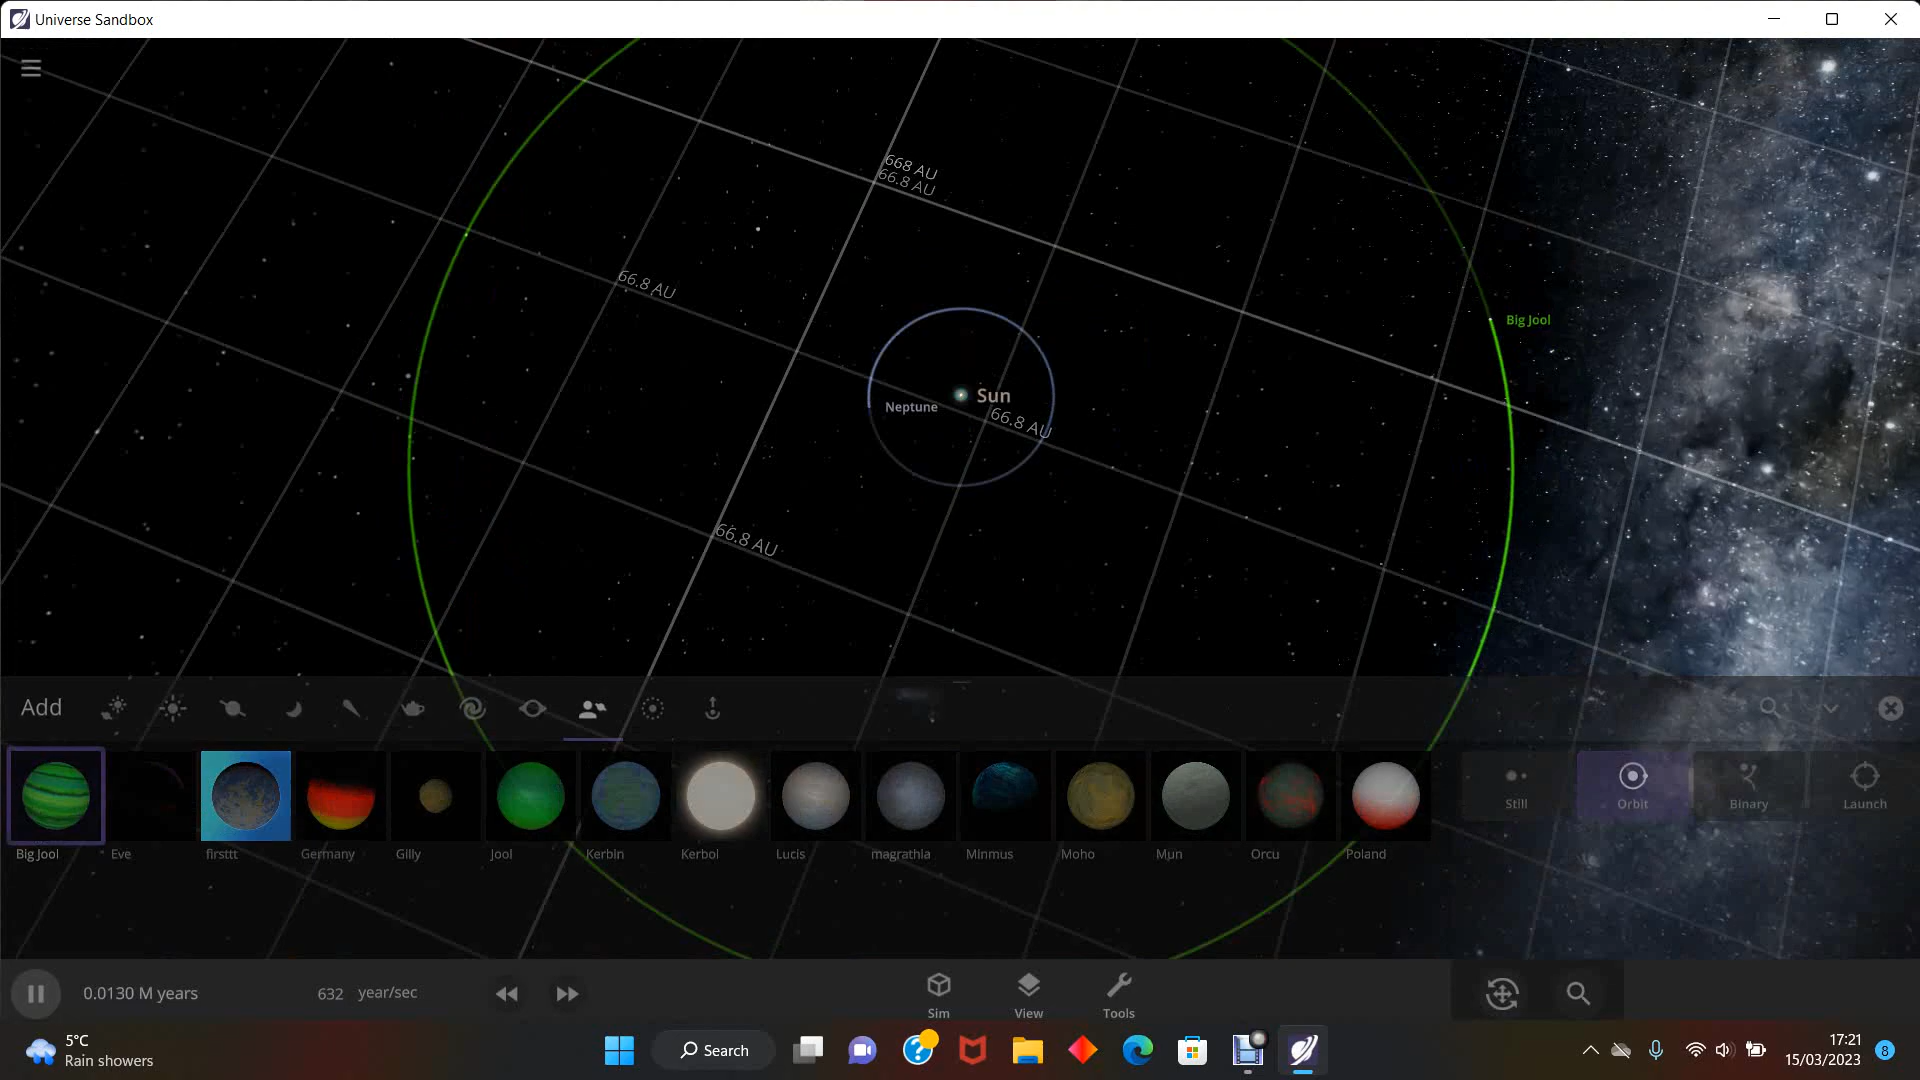 Universe Sandbox
668 AU
66.8 AU
66.8 AU
Big Jool
Sun
Neptune
66.8 AU
66.8 AU
Add
Big Jool
Eve
firsttt
Germany
Gilly
Jool
Kerbin
Kerbol
Lucis
magrathia
Minmus
Moho
Mun
Orcu
Poland
Still
Orbit
Binary
Launch
0.0130 M years
632 year/sec
Sim
View
Tools
5°C
Rain showers
Search
17:21
15/03/2023
8